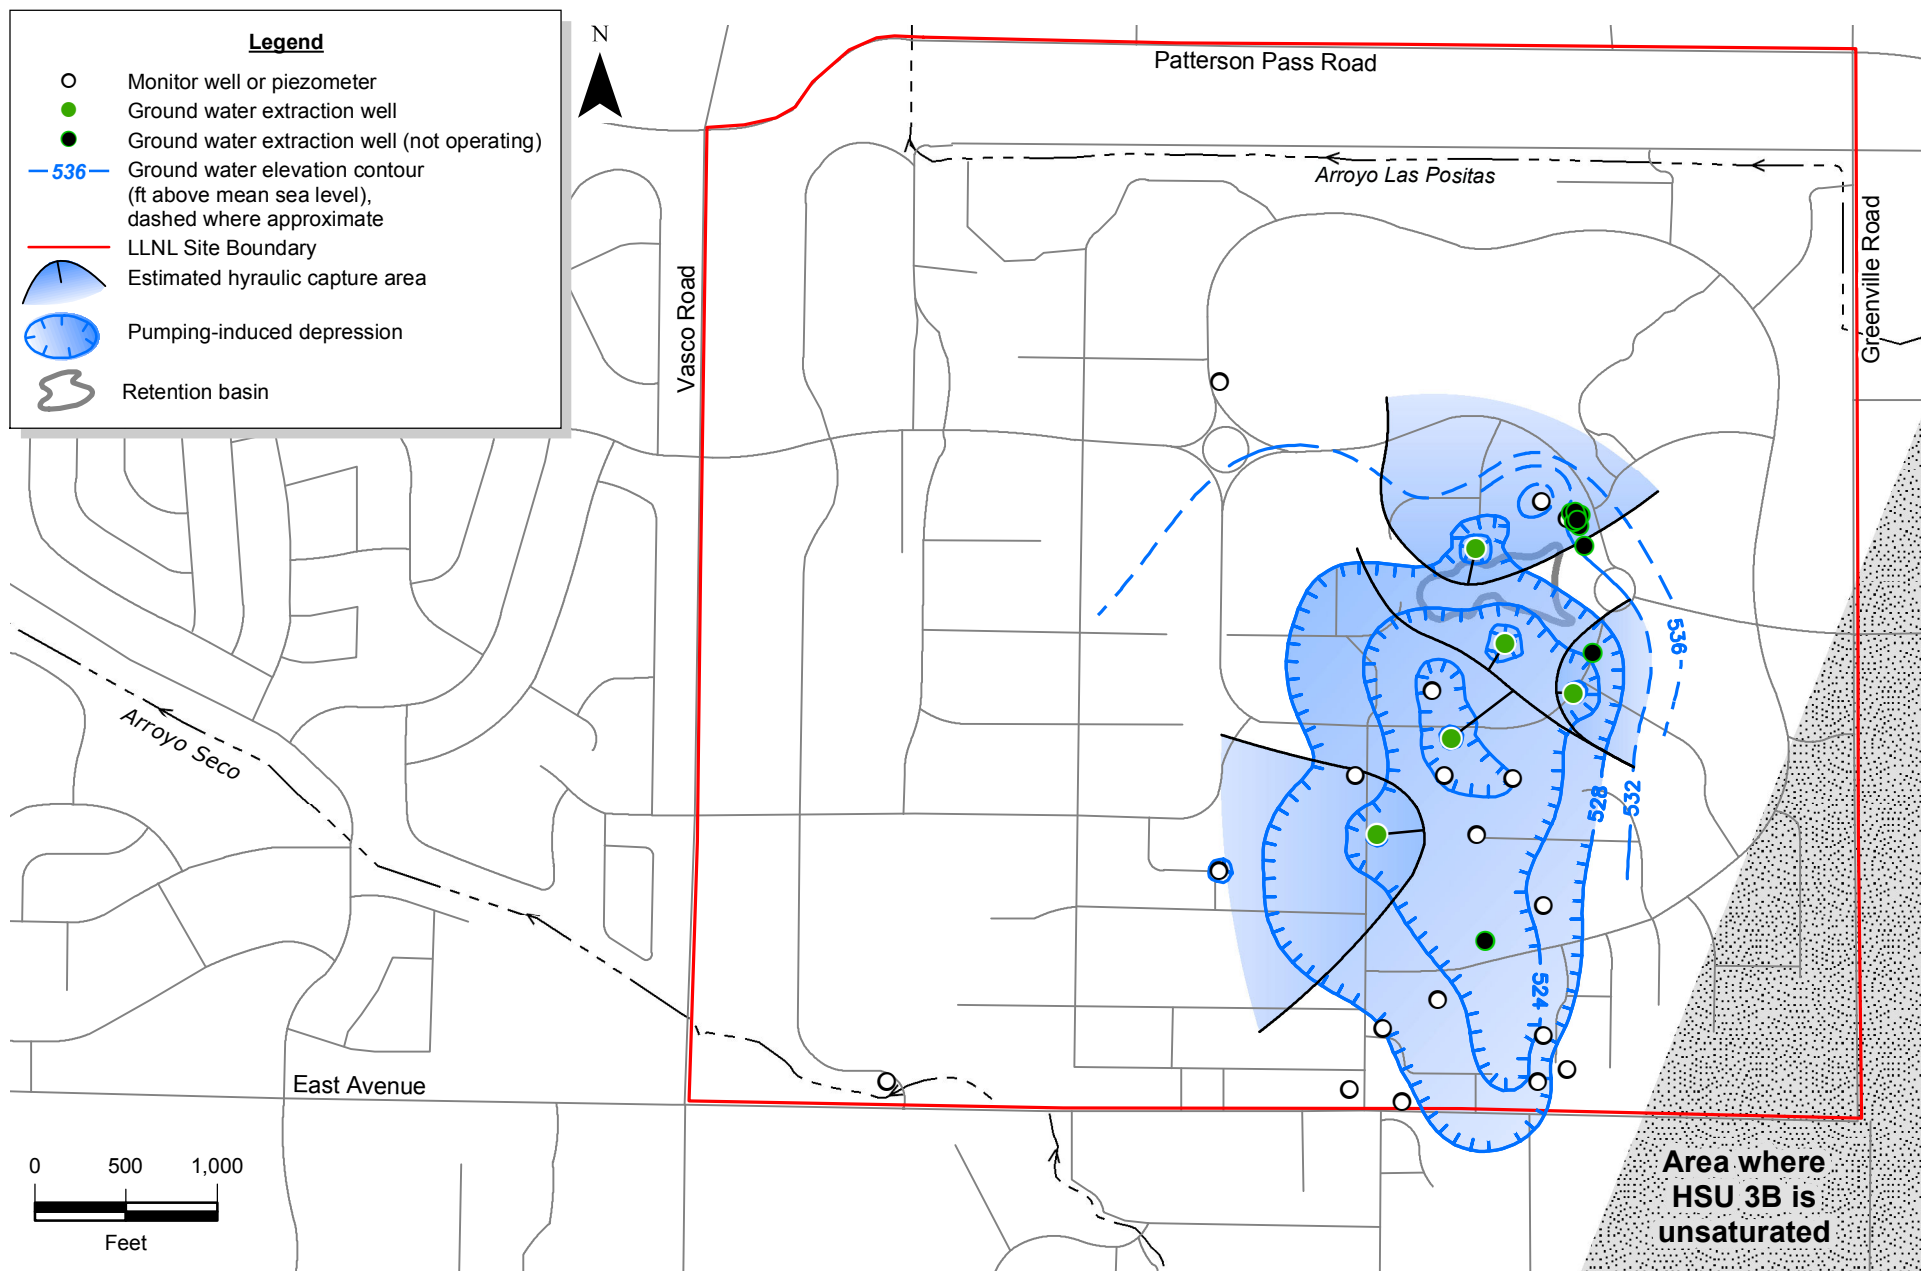 Legend
Monitor well or piezometer
Ground water extraction well
Ground water extraction well (not operating)
536
Ground water elevation contour
(ft above mean sea level),
dashed where approximate
LLNL Site Boundary
Estimated hyraulic capture area
Pumping-induced depression
Retention basin
N
Patterson Pass Road
Arroyo Las Positas
Greenville Road
Vasco Road
536
528
532
524
Arroyo Seco
East Avenue
0 500 1,000
Feet
Area where
HSU 3B is
unsaturated